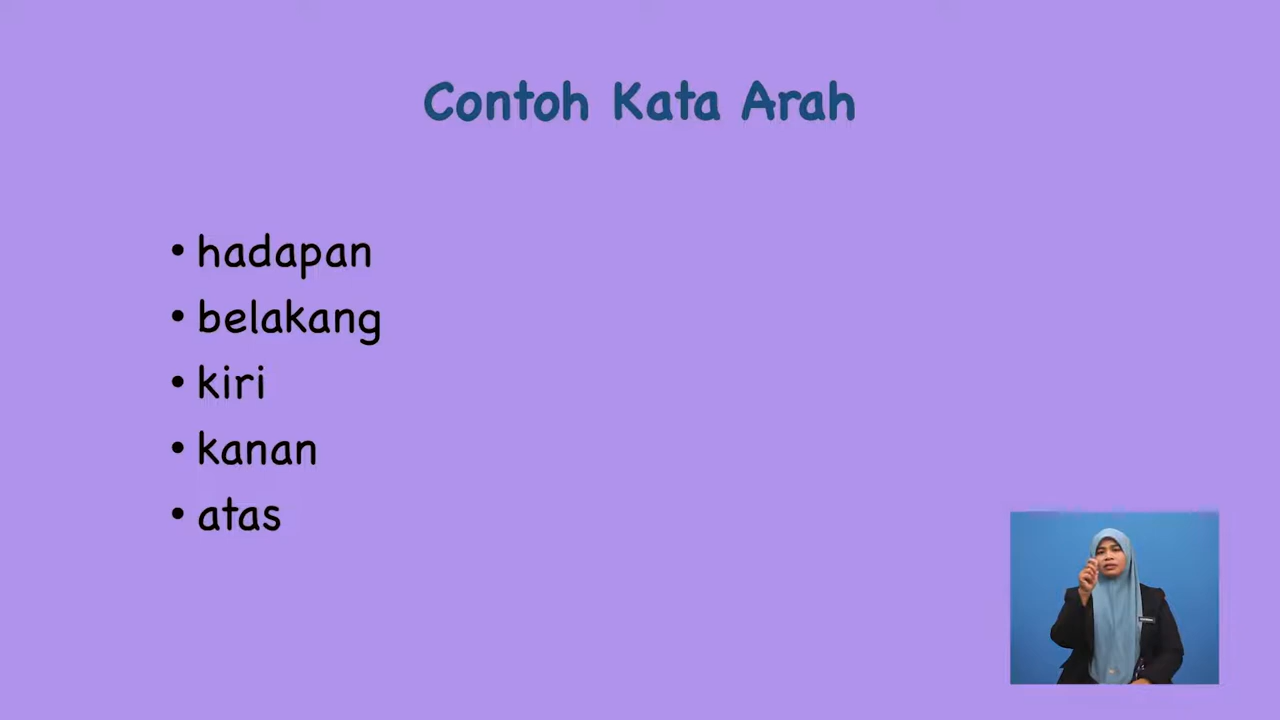 Contoh Kata Arah
• hadapan
• belakang
• kiri
• kanan
• atas